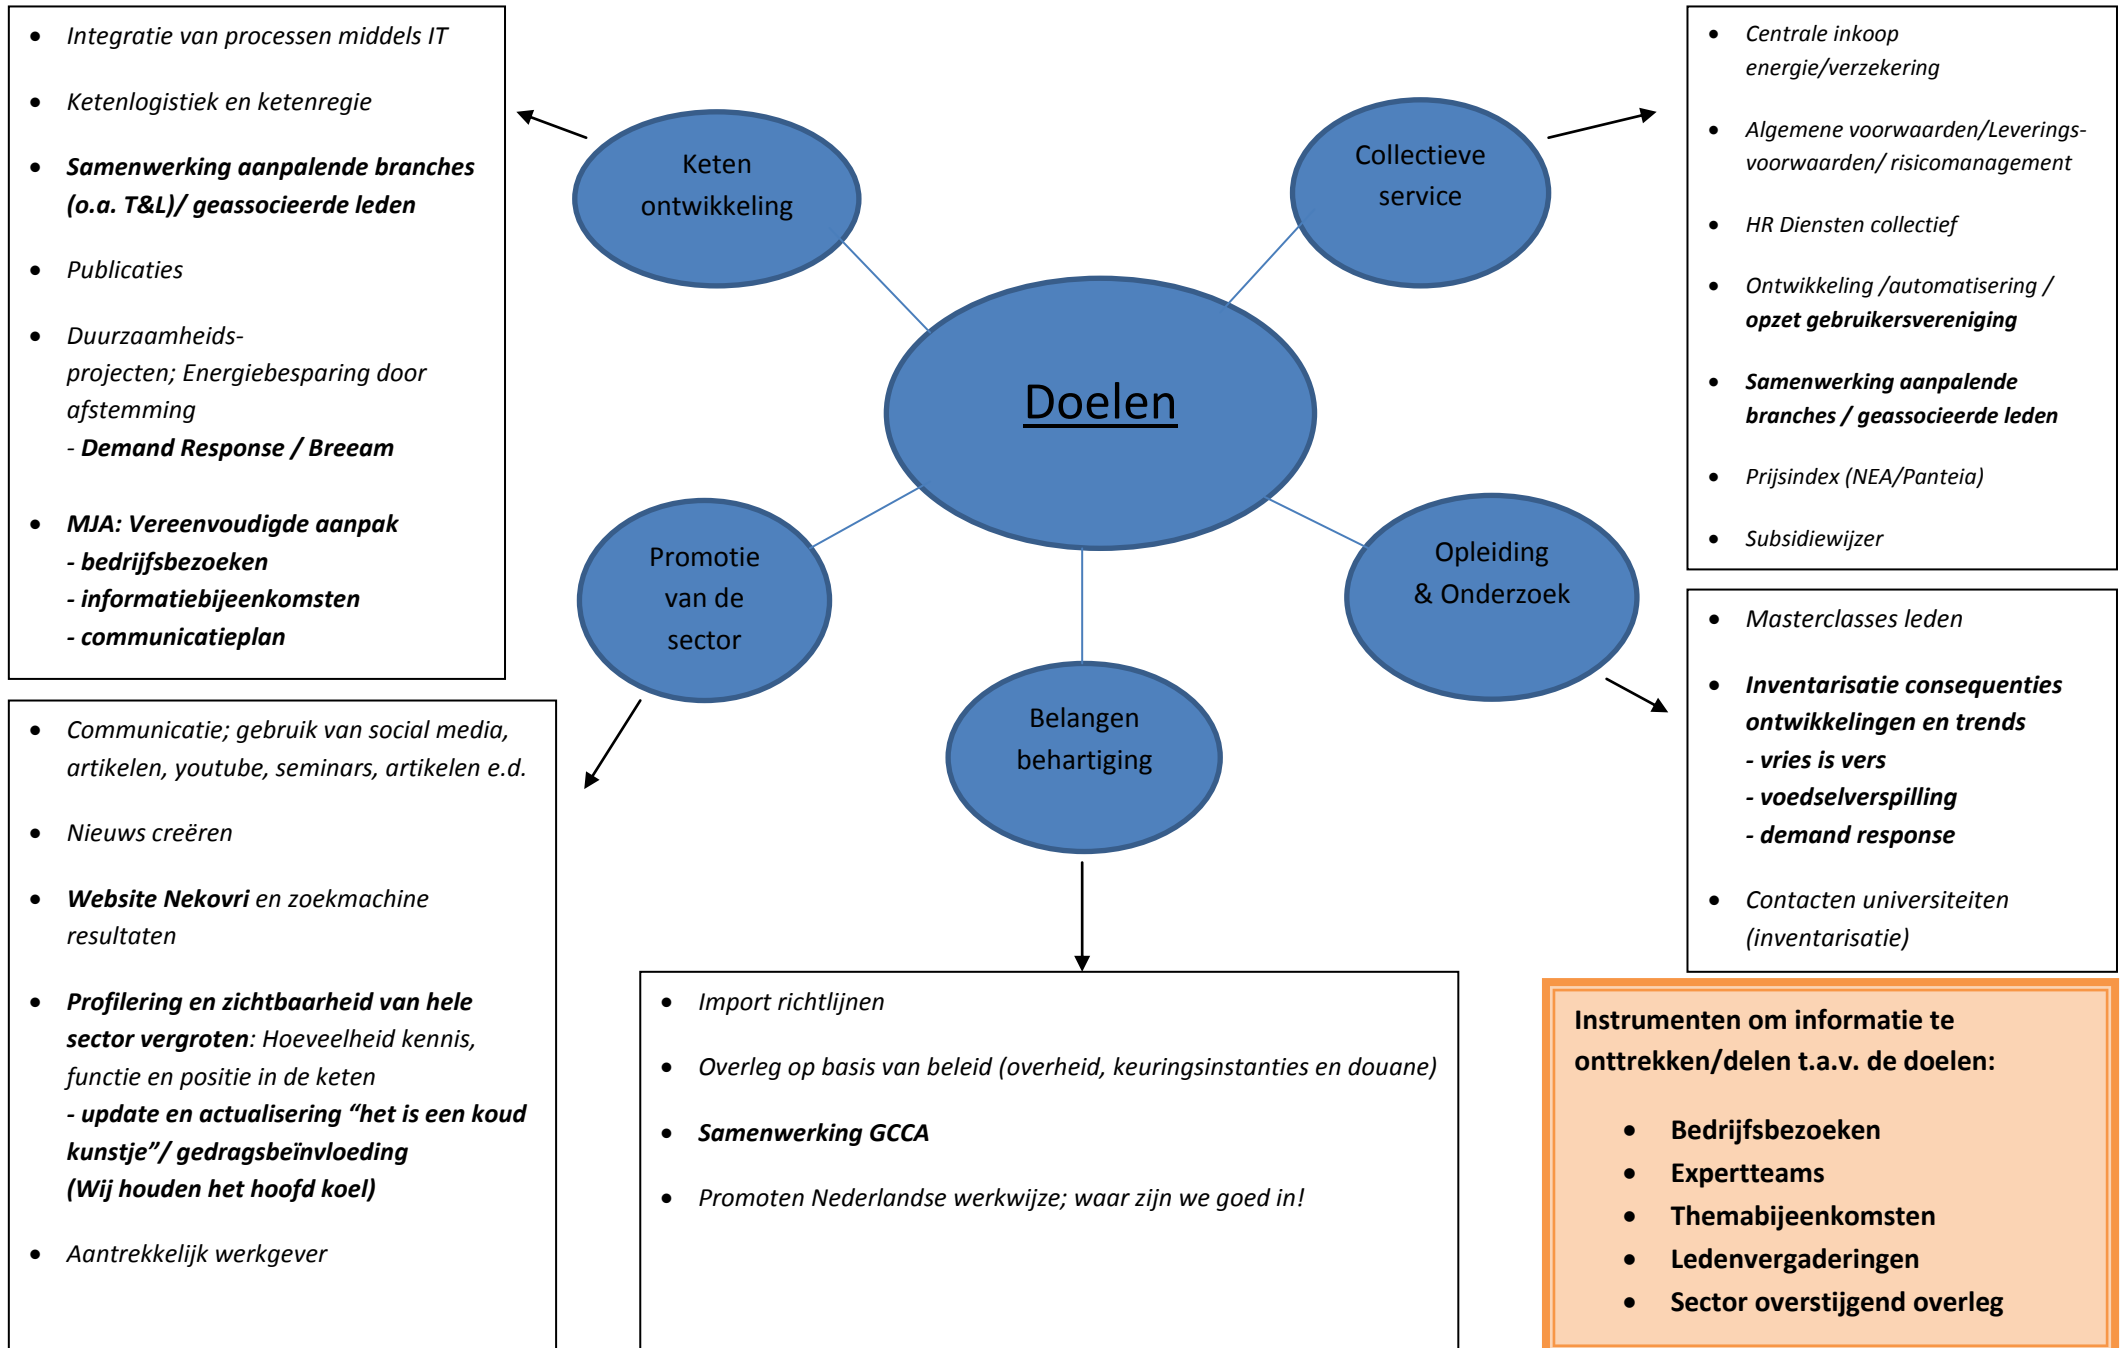 Integratie van processen middels IT
Ketenlogistiek en ketenregie
Samenwerking aanpalende branches
(o.a. T&L)/ geassocieerde leden
Publicaties
Duurzaamheids-
projecten; Energiebesparing door
afstemming
- Demand Response / Breeam
MJA: Vereenvoudigde aanpak
- bedrijfsbezoeken
- informatiebijeenkomsten
- communicatieplan
Keten
ontwikkeling
Collectieve
service
Centrale inkoop
energie/verzekering
Algemene voorwaarden/Leverings-
voorwaarden/ risicomanagement
HR Diensten collectief
Ontwikkeling /automatisering /
opzet gebruikersvereniging
Samenwerking aanpalende
branches / geassocieerde leden
Prijsindex (NEA/Panteia)
Subsidiewijzer
Doelen
Promotie
van de
sector
Belangen
behartiging
Opleiding
& Onderzoek
Masterclasses leden
Inventarisatie consequenties
ontwikkelingen en trends
- vries is vers
- voedselverspilling
- demand response
Contacten universiteiten
(inventarisatie)
Communicatie; gebruik van social media,
artikelen, youtube, seminars, artikelen e.d.
Nieuws creëren
Website Nekovri en zoekmachine
resultaten
Profilering en zichtbaarheid van hele
sector vergroten: Hoeveelheid kennis,
functie en positie in de keten
- update en actualisering “het is een koud
kunstje”/ gedragsbeïnvloeding
(Wij houden het hoofd koel)
Aantrekkelijk werkgever
Import richtlijnen
Overleg op basis van beleid (overheid, keuringsinstanties en douane)
Samenwerking GCCA
Promoten Nederlandse werkwijze; waar zijn we goed in!
Instrumenten om informatie te
onttrekken/delen t.a.v. de doelen:
Bedrijfsbezoeken
Expertteams
Themabijeenkomsten
Ledenvergaderingen
Sector overstijgend overleg